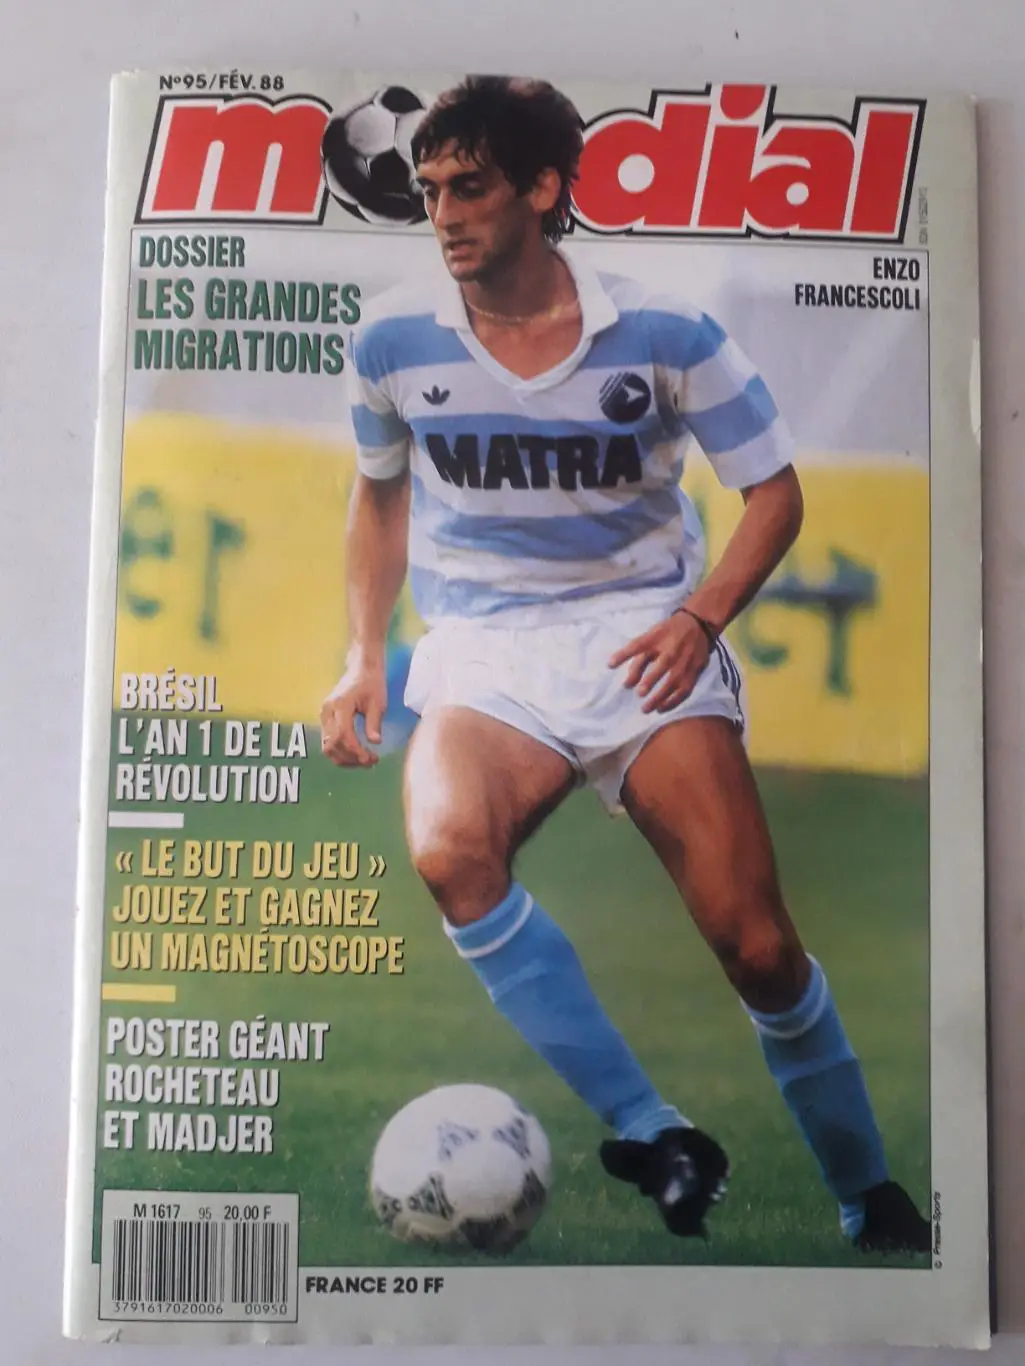 N°95/FÉV. 88
mondial
DOSSIER
LES GRANDES
MIGRATIONS
ENZO
FRANCESCOLI
MATRA
BRÉSIL
L'AN 1 DE LA
RÉVOLUTION
« LE BUT DU JEU »
JOUEZ ET GAGNEZ
UN MAGNÉTOSCOPE
POSTER GÉANT
ROCHETEAU
ET MADJER
M 1617 95 20,00 F
3791617020006 00950
FRANCE 20 FF
© Presse-Sports